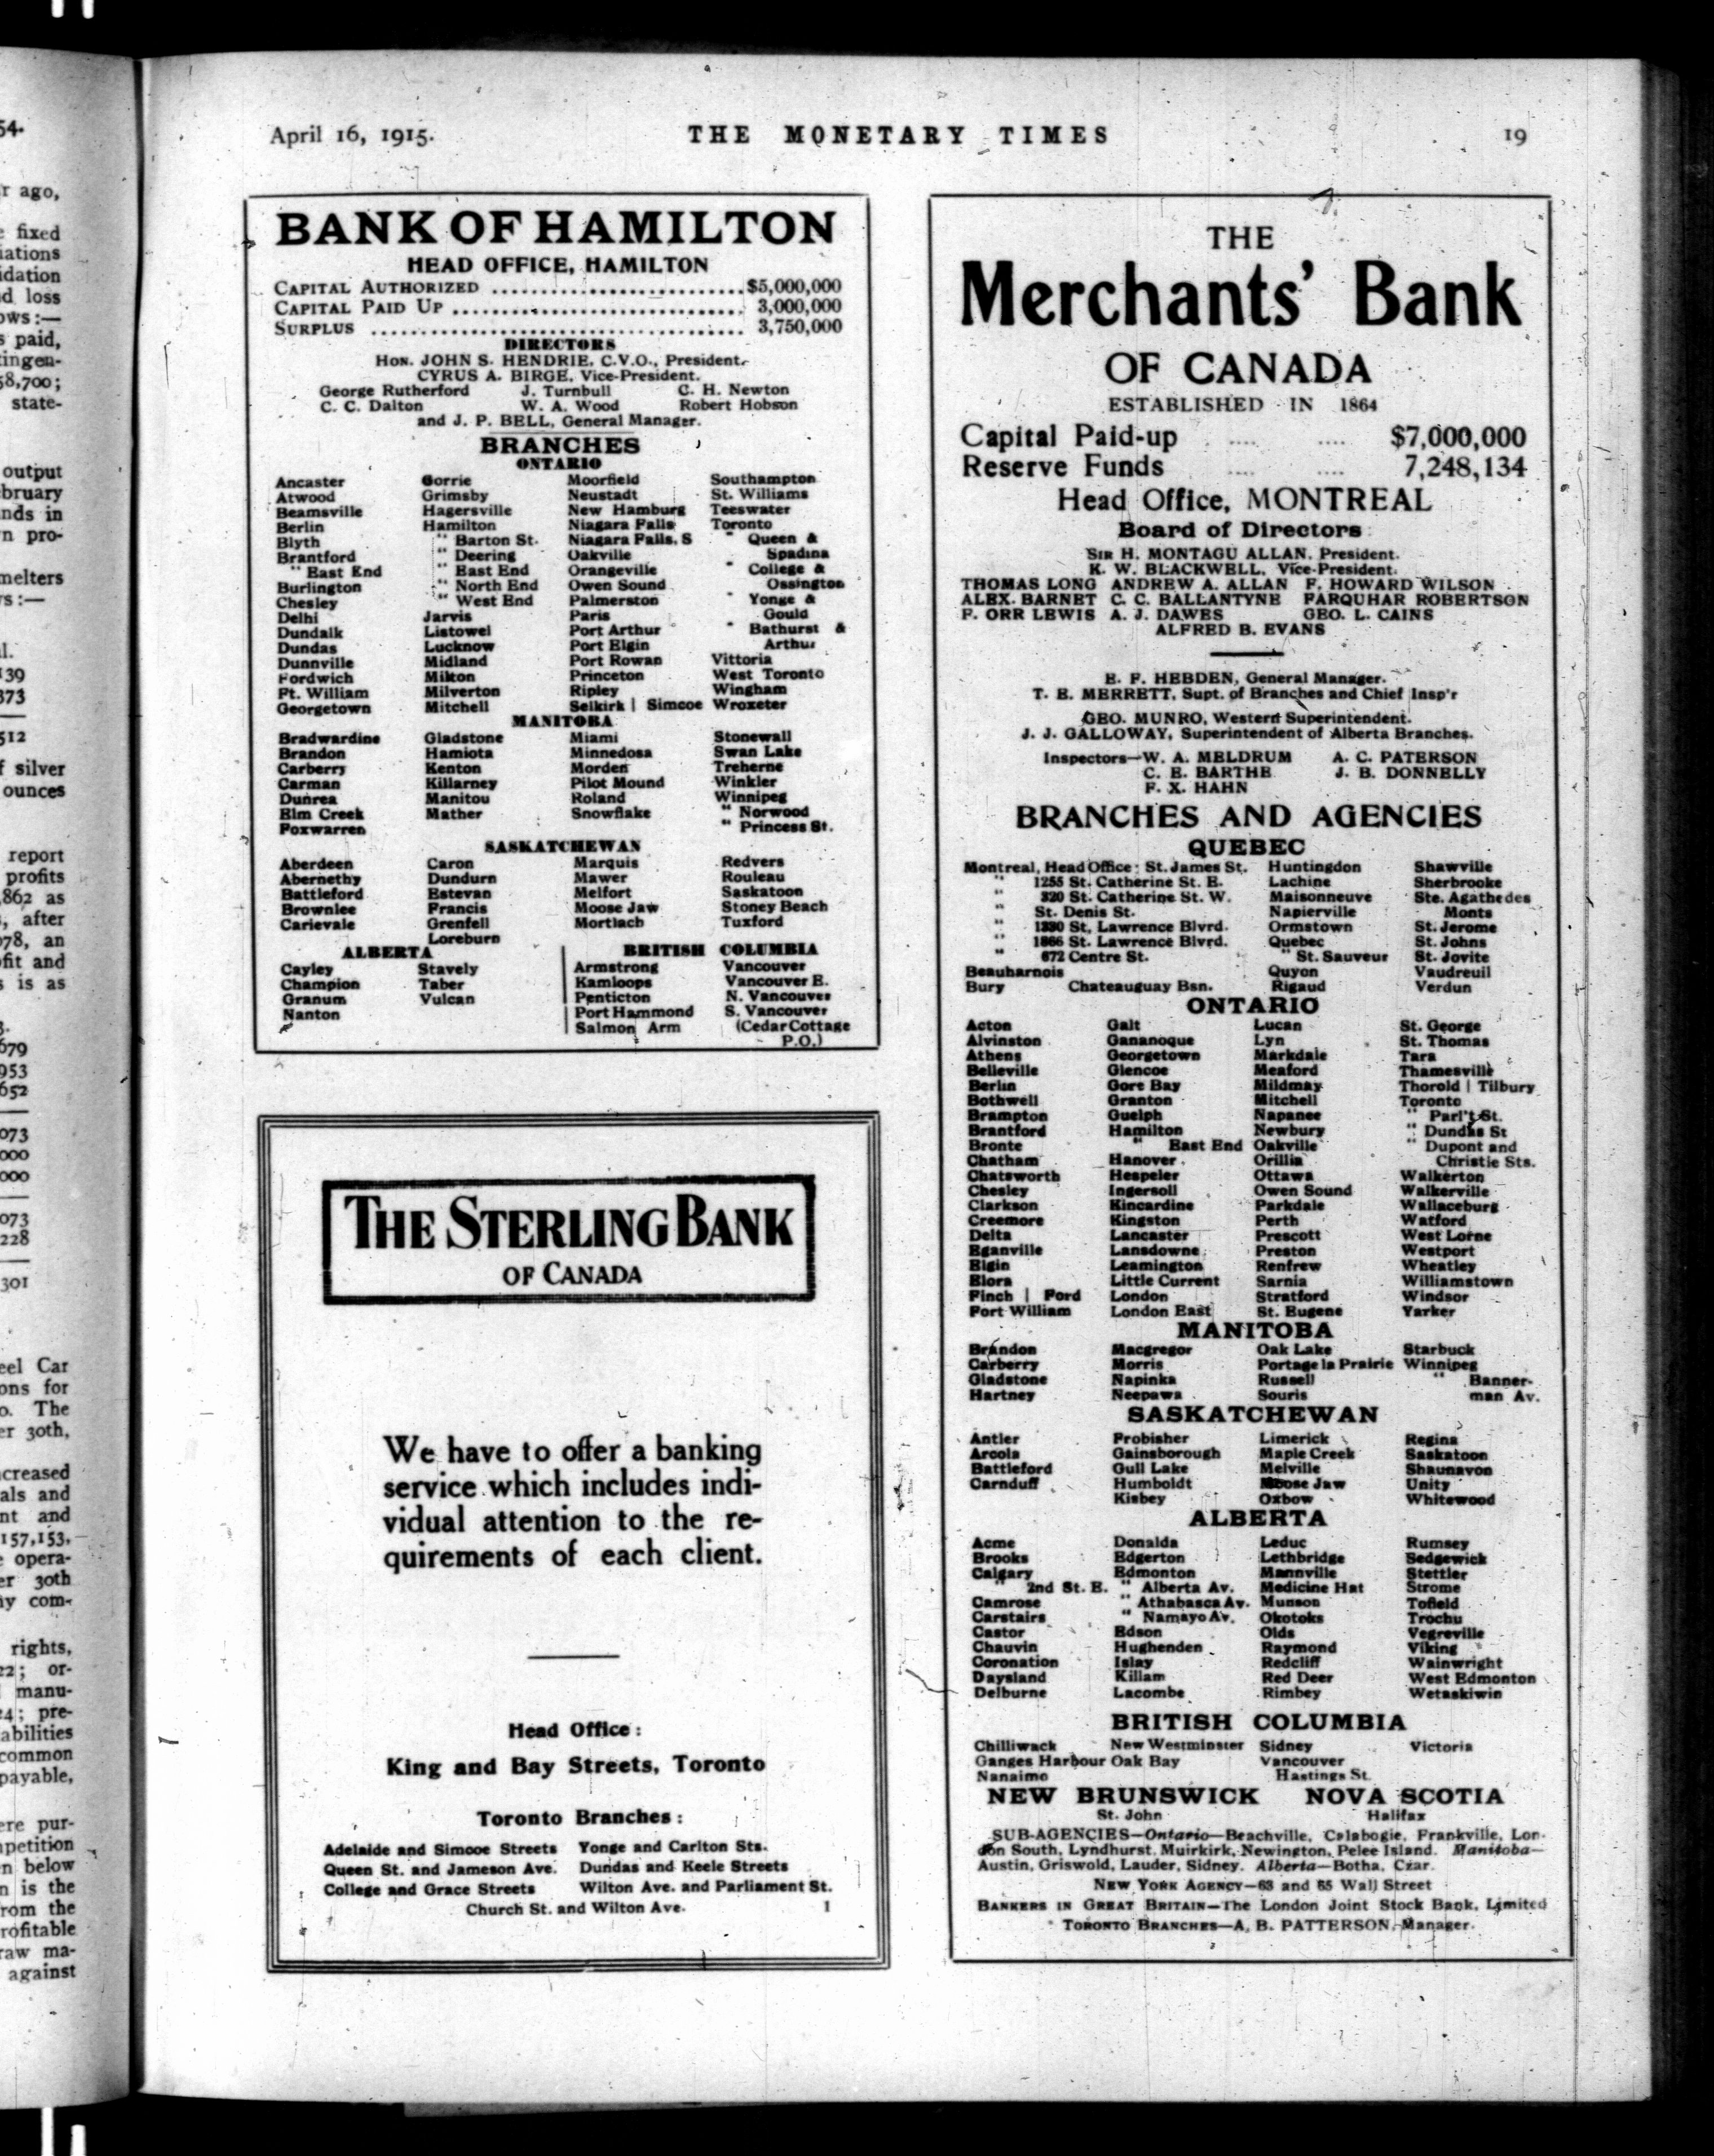 April 16, 1915.
THE MONETARY TIMES
19
BANK OF HAMILTON
HEAD OFFICE, HAMILTON
CAPITAL AUTHORIZED ........................... $5,000,000
CAPITAL PAID UP ................................ 3,000,000
SURPLUS ......................................... 3,750,000
DIRECTORS
HON. JOHN S. HENDRIE, C.V.O., President.
CYRUS A. BIRGE, Vice-President.
George Rutherford J. Turnbull C. H. Newton
C. C. Dalton W. A. Wood Robert Hobson
and J. P. BELL, General Manager.
BRANCHES
ONTARIO
Ancaster Gorrie Moorfield Southampton
Atwood Grimsby Neustadt St. Williams
Beamsville Hagersville New Hamburg Teeswater
Berlin Hamilton Niagara Falls Toronto
Blyth " Barton St. Niagara Falls, S " Queen &
Brantford " Deering Oakville Spadina
" East End " East End Orangeville " College &
Burlington " North End Owen Sound Ossington
Chesley " West End Palmerston " Yonge &
Delhi Jarvis Paris Gould
Dundalk Listowel Port Arthur " Bathurst &
Dundas Lucknow Port Elgin Arthur
Dunnville Midland Port Rowan Vittoria
Fordwich Milton Princeton West Toronto
Ft. William Milverton Ripley Wingham
Georgetown Mitchell Selkirk | Simcoe Wroxeter
MANITOBA
Bradwardine Gladstone Miami Stonewall
Brandon Hamiota Minnedosa Swan Lake
Carberry Kenton Morden Treherne
Carman Killarney Pilot Mound Winkler
Dunrea Manitou Roland Winnipeg
Elm Creek Mather Snowflake " Norwood
Foxwarren " Princess St.
SASKATCHEWAN
Aberdeen Caron Marquis Redvers
Abernethy Dundurn Mawer Rouleau
Battleford Estevan Melfort Saskatoon
Brownlee Francis Moose Jaw Stoney Beach
Carievale Grenfell Mortlach Tuxford
Loreburn
ALBERTA
Cayley Stavely
Champion Taber
Granum Vulcan
Nanton
BRITISH COLUMBIA
Armstrong Vancouver
Kamloops Vancouver E.
Penticton N. Vancouver
Port Hammond S. Vancouver
Salmon Arm (Cedar Cottage
P.O.)
THE STERLING BANK
OF CANADA
We have to offer a banking
service which includes indi-
vidual attention to the re-
quirements of each client.
Head Office:
King and Bay Streets, Toronto
Toronto Branches:
Adelaide and Simcoe Streets Yonge and Carlton Sts.
Queen St. and Jameson Ave. Dundas and Keele Streets
College and Grace Streets Wilton Ave. and Parliament St.
Church St. and Wilton Ave. 1
THE
Merchants' Bank
OF CANADA
ESTABLISHED IN 1864
Capital Paid-up .... .... $7,000,000
Reserve Funds .... .... 7,248,134
Head Office, MONTREAL
Board of Directors
SIR H. MONTAGU ALLAN, President.
K. W. BLACKWELL, Vice-President.
THOMAS LONG ANDREW A. ALLAN F. HOWARD WILSON
ALEX. BARNET C. C. BALLANTYNE FARQUHAR ROBERTSON
F. ORR LEWIS A. J. DAWES GEO. L. CAINS
ALFRED B. EVANS
E. F. HEBDEN, General Manager.
T. E. MERRETT, Supt. of Branches and Chief Insp'r
GEO. MUNRO, Western Superintendent.
J. J. GALLOWAY, Superintendent of Alberta Branches.
Inspectors—W. A. MELDRUM A. C. PATERSON
C. E. BARTHE J. B. DONNELLY
F. X. HAHN
BRANCHES AND AGENCIES
QUEBEC
Montreal, Head Office: St. James St. Huntingdon Shawville
" 1255 St. Catherine St. E. Lachine Sherbrooke
" 320 St. Catherine St. W. Maisonneuve Ste. Agathe des
" St. Denis St. Napierville Monts
" 1330 St. Lawrence Blvrd. Ormstown St. Jerome
" 1866 St. Lawrence Blvrd. Quebec St. Johns
" 672 Centre St. " St. Sauveur St. Jovite
Beauharnois Quyon Vaudreuil
Bury Chateauguay Bsn. Rigaud Verdun
ONTARIO
Acton Galt Lucan St. George
Alvinston Gananoque Lyn St. Thomas
Athens Georgetown Markdale Tara
Belleville Glencoe Meaford Thamesville
Berlin Gore Bay Mildmay Thorold | Tilbury
Bothwell Granton Mitchell Toronto
Brampton Guelph Napanee " Parl't St.
Brantford Hamilton Newbury " Dundas St
Bronte " East End Oakville " Dupont and
Chatham Hanover Orillia Christie Sts.
Chatsworth Hespeler Ottawa Walkerton
Chesley Ingersoll Owen Sound Walkerville
Clarkson Kincardine Parkdale Wallaceburg
Creemore Kingston Perth Watford
Delta Lancaster Prescott West Lorne
Eganville Lansdowne Preston Westport
Elgin Leamington Renfrew Wheatley
Elora Little Current Sarnia Williamstown
Finch | Ford London Stratford Windsor
Fort William London East St. Eugene Yarker
MANITOBA
Brandon Macgregor Oak Lake Starbuck
Carberry Morris Portage la Prairie Winnipeg
Gladstone Napinka Russell " Banner-
Hartney Neepawa Souris man Av.
SASKATCHEWAN
Antler Frobisher Limerick Regina
Arcola Gainsborough Maple Creek Saskatoon
Battleford Gull Lake Melville Shaunavon
Carnduff Humboldt Moose Jaw Unity
Kisbey Oxbow Whitewood
ALBERTA
Acme Donalda Leduc Rumsey
Brooks Edgerton Lethbridge Sedgewick
Calgary Edmonton Mannville Stettler
" 2nd St. E. " Alberta Av. Medicine Hat Strome
Camrose " Athabasca Av. Munson Tofield
Carstairs " Namayo Av. Okotoks Trochu
Castor Edson Olds Vegreville
Chauvin Hughenden Raymond Viking
Coronation Islay Redcliff Wainwright
Daysland Killam Red Deer West Edmonton
Delburne Lacombe Rimbey Wetaskiwin
BRITISH COLUMBIA
Chilliwack New Westminster Sidney Victoria
Ganges Harbour Oak Bay Vancouver
Nanaimo Hastings St.
NEW BRUNSWICK NOVA SCOTIA
St. John Halifax
SUB-AGENCIES—Ontario—Beachville, Calabogie, Frankville, Lon-
don South, Lyndhurst, Muirkirk, Newington, Pelee Island. Manitoba—
Austin, Griswold, Lauder, Sidney. Alberta—Botha, Czar.
NEW YORK AGENCY—63 and 65 Wall Street
BANKERS IN GREAT BRITAIN—The London Joint Stock Bank, Limited
TORONTO BRANCHES—A. B. PATTERSON, Manager.